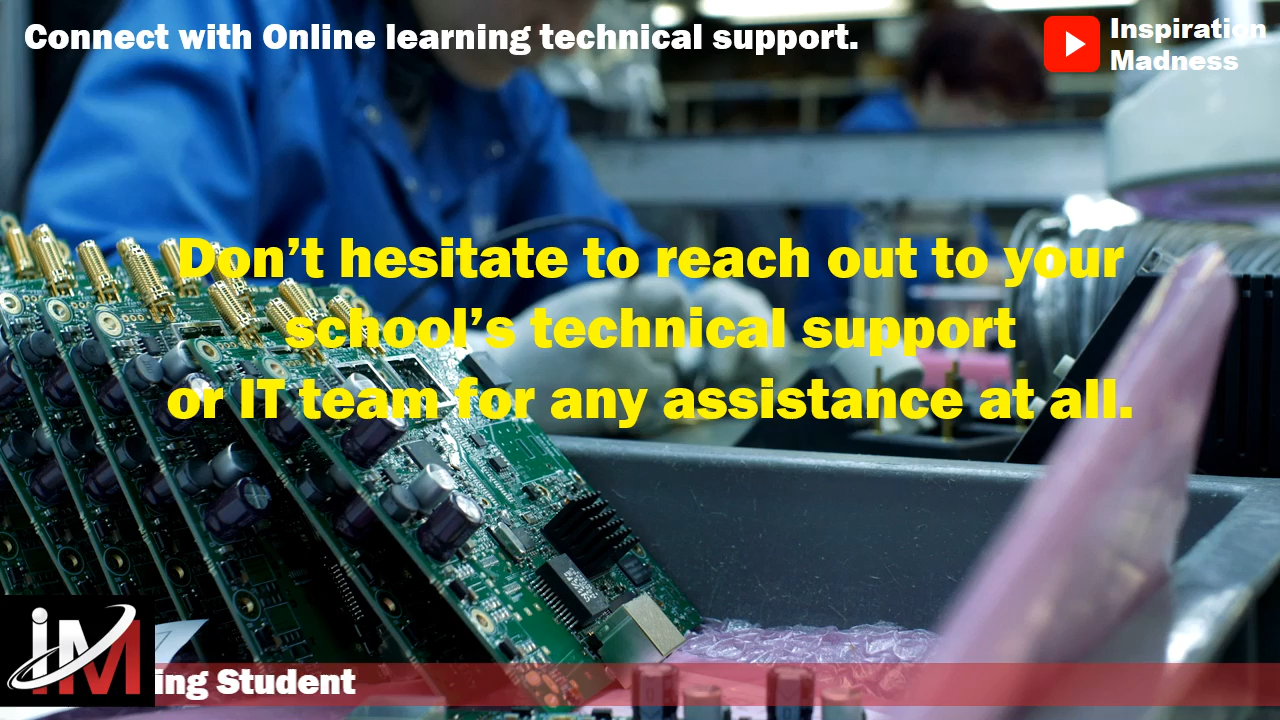 Connect with Online learning technical support.
Inspiration
Madness
Don't hesitate to reach out to your
school's technical support
or IT team for any assistance at all.
iM
ing Student